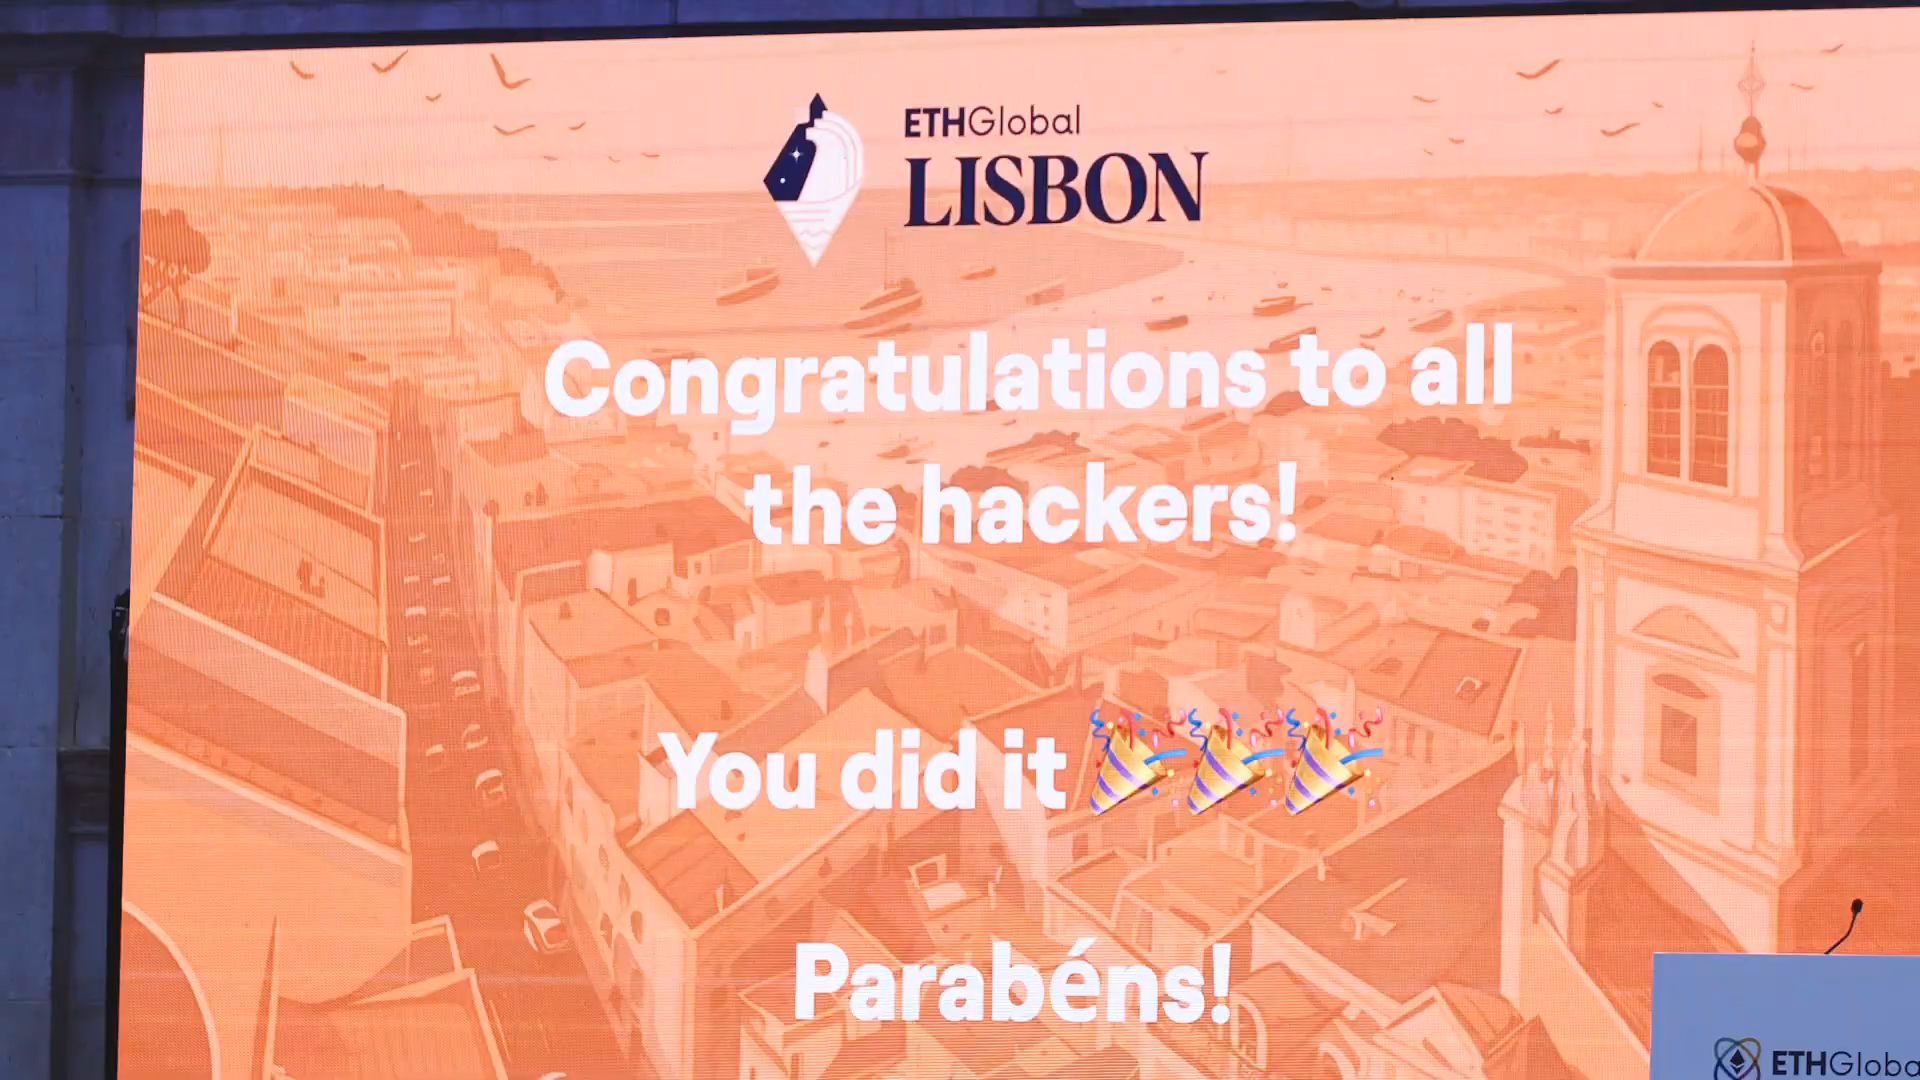 ETHGlobal
LISBON
Congratulations to all
the hackers!
You did it 🎉🎉🎉
Parabéns!
ETHGloba